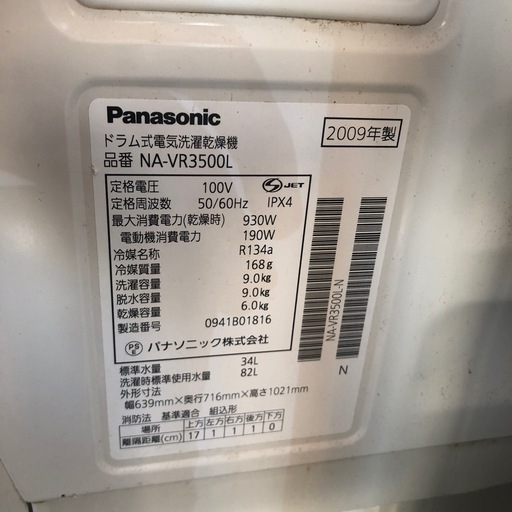 Panasonic
2009年製
ドラム式電気洗濯乾燥機
品番 NA-VR3500L
定格電圧 100V
S JET
定格周波数 50/60Hz IPX4
最大消費電力(乾燥時) 930W
電動機消費電力 190W
冷媒名称 R134a
冷媒質量 168g
洗濯容量 9.0kg
脱水容量 9.0kg
乾燥容量 6.0kg
製造番号 0941B01816
PS E パナソニック株式会社
標準水量 34L
洗濯時標準使用水量 82L
外形寸法
幅639mm×奥行716mm×高さ1021mm
消防法 基準適合 組込形
場所 上方 左方 右方 後方 下方
離隔距離(cm) 17 1 1 1 0
NA-VR3500L-N
N